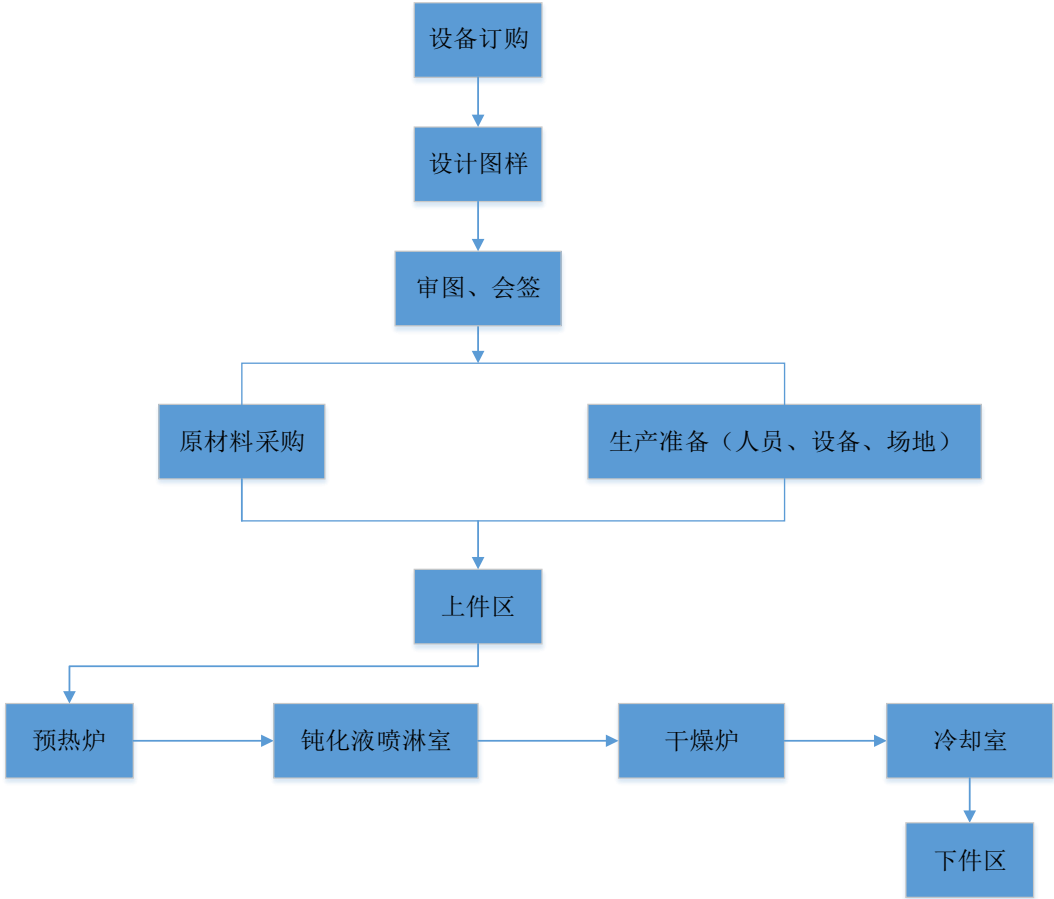 设备订购
设计图样
审图、会签
原材料采购
生产准备（人员、设备、场地）
上件区
预热炉
钝化液喷淋室
干燥炉
冷却室
下件区